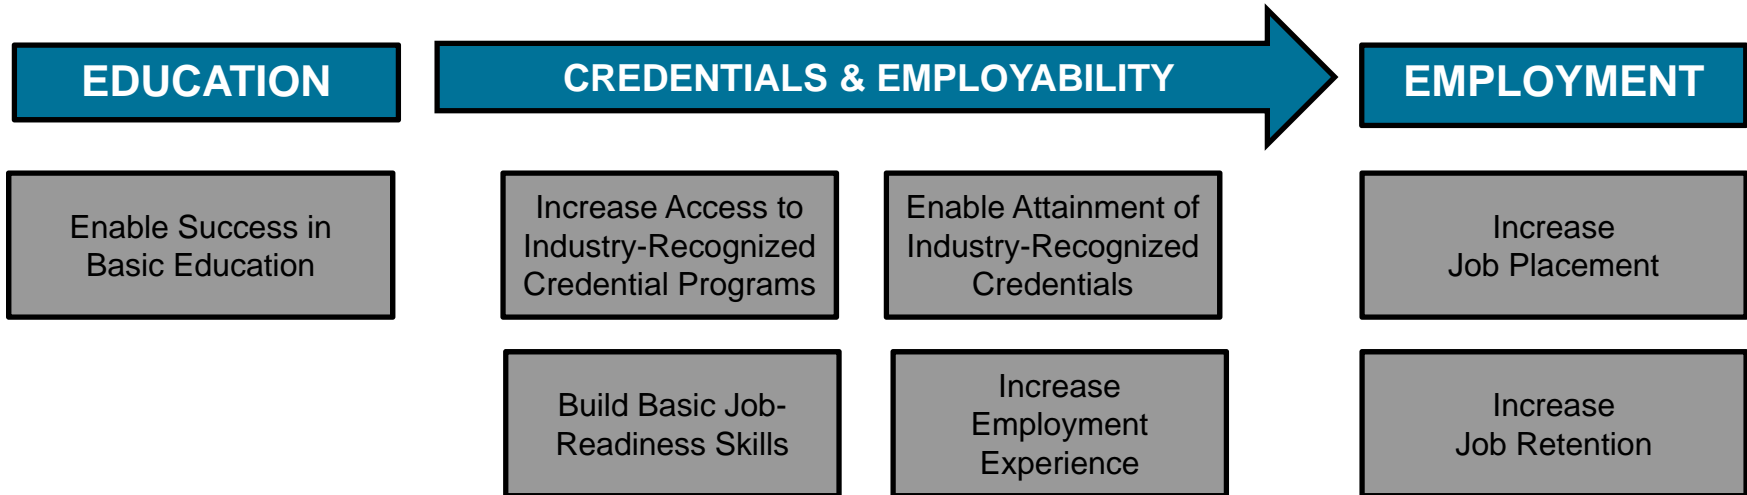 EDUCATION
CREDENTIALS & EMPLOYABILITY
EMPLOYMENT
Enable Success in
Basic Education
Increase Access to
Industry-Recognized
Credential Programs
Enable Attainment of
Industry-Recognized
Credentials
Increase
Job Placement
Build Basic Job-
Readiness Skills
Increase
Employment
Experience
Increase
Job Retention